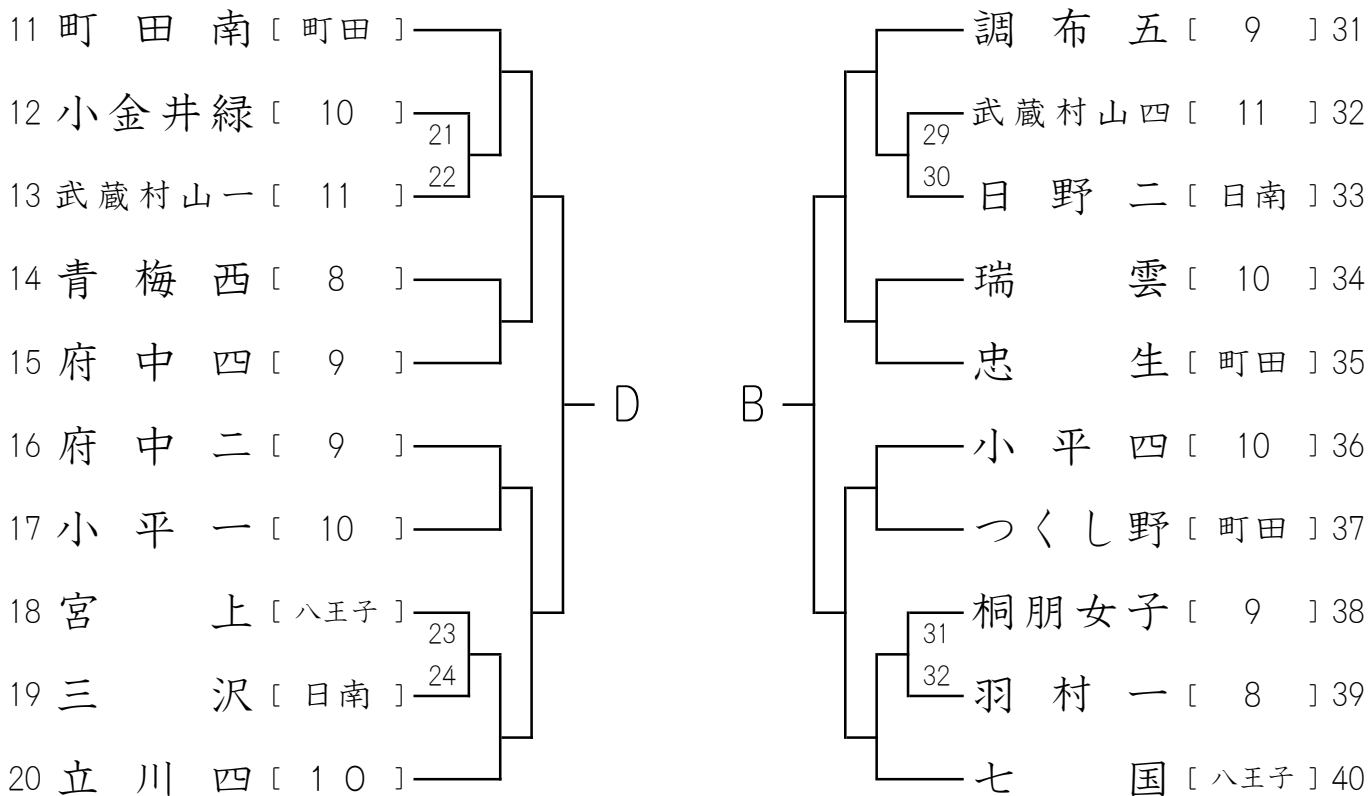 11 町田南 [ 町田 ]
12 小金井緑 [ 10 ]
21
22
13 武蔵村山一 [ 11 ]
14 青梅西 [ 8 ]
15 府中四 [ 9 ]
D
16 府中二 [ 9 ]
17 小平一 [ 10 ]
18 宮上 [ 八王子 ]
23
24
19 三沢 [ 日南 ]
20 立川四 [ 10 ]
調布五 [ 9 ] 31
武蔵村山四 [ 11 ] 32
29
30
日野二 [ 日南 ] 33
瑞雲 [ 10 ] 34
忠生 [ 町田 ] 35
B
小平四 [ 10 ] 36
つくし野 [ 町田 ] 37
桐朋女子 [ 9 ] 38
31
32
羽村一 [ 8 ] 39
七国 [ 八王子 ] 40